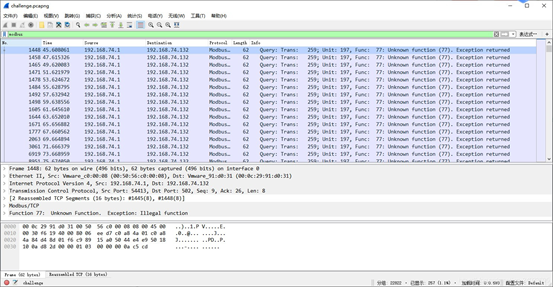 challenge.pcapng
文件(F) 编辑(E) 视图(V) 跳转(G) 捕获(C) 分析(A) 统计(S) 电话(Y) 无线(W) 工具(T) 帮助(H)
modbus 表达式…
No. Time Source Destination Protocol Length Info
1448 45.608061 192.168.74.1 192.168.74.132 Modbus… 62 Query: Trans: 259; Unit: 197, Func: 77: Unknown function (77). Exception returned
1458 47.615326 192.168.74.1 192.168.74.132 Modbus… 62 Query: Trans: 259; Unit: 197, Func: 77: Unknown function (77). Exception returned
1465 49.620083 192.168.74.1 192.168.74.132 Modbus… 62 Query: Trans: 259; Unit: 197, Func: 77: Unknown function (77). Exception returned
1471 51.621979 192.168.74.1 192.168.74.132 Modbus… 62 Query: Trans: 259; Unit: 197, Func: 77: Unknown function (77). Exception returned
1478 53.624672 192.168.74.1 192.168.74.132 Modbus… 62 Query: Trans: 259; Unit: 197, Func: 77: Unknown function (77). Exception returned
1484 55.628795 192.168.74.1 192.168.74.132 Modbus… 62 Query: Trans: 259; Unit: 197, Func: 77: Unknown function (77). Exception returned
1492 57.632942 192.168.74.1 192.168.74.132 Modbus… 62 Query: Trans: 259; Unit: 197, Func: 77: Unknown function (77). Exception returned
1498 59.638556 192.168.74.1 192.168.74.132 Modbus… 62 Query: Trans: 259; Unit: 197, Func: 77: Unknown function (77). Exception returned
1605 61.645610 192.168.74.1 192.168.74.132 Modbus… 62 Query: Trans: 259; Unit: 197, Func: 77: Unknown function (77). Exception returned
1644 63.652010 192.168.74.1 192.168.74.132 Modbus… 62 Query: Trans: 259; Unit: 197, Func: 77: Unknown function (77). Exception returned
1671 65.656082 192.168.74.1 192.168.74.132 Modbus… 62 Query: Trans: 259; Unit: 197, Func: 77: Unknown function (77). Exception returned
1777 67.660562 192.168.74.1 192.168.74.132 Modbus… 62 Query: Trans: 259; Unit: 197, Func: 77: Unknown function (77). Exception returned
2063 69.664894 192.168.74.1 192.168.74.132 Modbus… 62 Query: Trans: 259; Unit: 197, Func: 77: Unknown function (77). Exception returned
3061 71.666379 192.168.74.1 192.168.74.132 Modbus… 62 Query: Trans: 259; Unit: 197, Func: 77: Unknown function (77). Exception returned
6919 73.668959 192.168.74.1 192.168.74.132 Modbus… 62 Query: Trans: 259; Unit: 197, Func: 77: Unknown function (77). Exception returned
Frame 1448: 62 bytes on wire (496 bits), 62 bytes captured (496 bits) on interface 0
Ethernet II, Src: Vmware_c0:00:08 (00:50:56:c0:00:08), Dst: Vmware_91:d0:31 (00:0c:29:91:d0:31)
Internet Protocol Version 4, Src: 192.168.74.1, Dst: 192.168.74.132
Transmission Control Protocol, Src Port: 54413, Dst Port: 502, Seq: 9, Ack: 26, Len: 8
[2 Reassembled TCP Segments (16 bytes): #1445(8), #1448(8)]
Modbus/TCP
Function 77: Unknown Function. Exception: Illegal function
0000 00 0c 29 91 d0 31 00 50 56 c0 00 08 08 00 45 00
0010 00 30 f6 19 40 00 80 06 ee d7 c0 a8 4a 01 c0 a8
0020 4a 84 d4 8d 01 f6 c9 89 15 a0 50 44 e4 e9 50 18
0030 10 0a d8 2d 00 00 01 03 00 00 00 0a c5 cd
Frame (62 bytes) Reassembled TCP (16 bytes)
challenge 分组: 22022 · 已显示: 257 (1.1%) 配置文件: Default